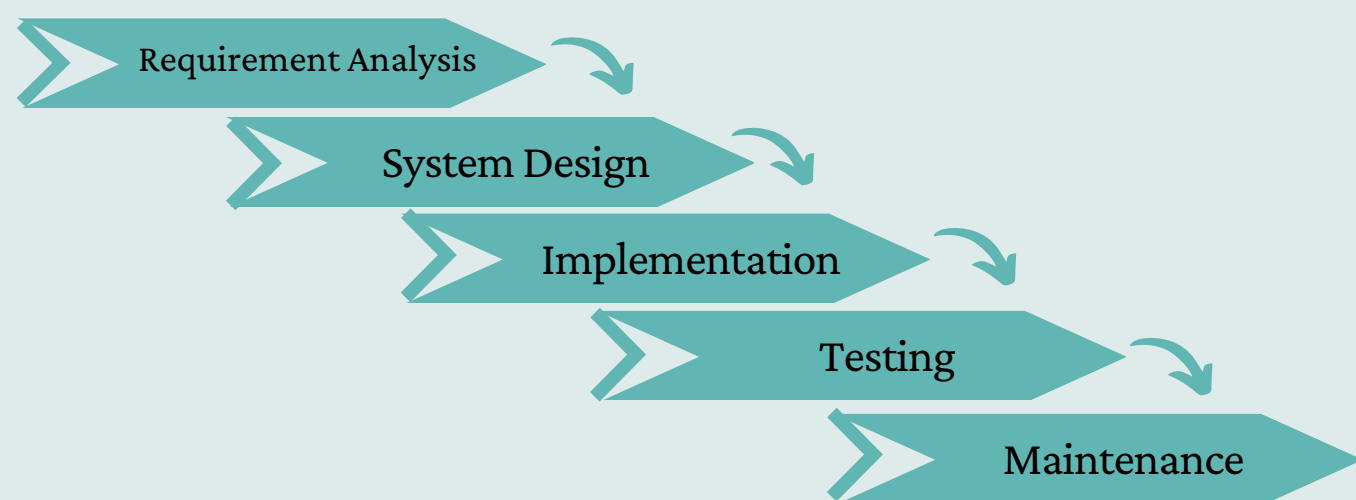 Requirement Analysis
System Design
Implementation
Testing
Maintenance